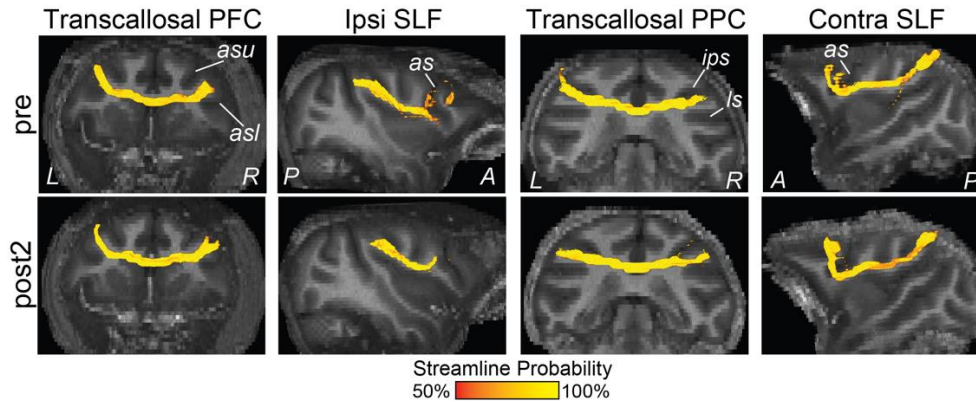 Transcallosal PFC Ipsi SLF Transcallosal PPC Contra SLF
pre
asu
asl
L R
as
P A
ips
ls
L R
as
A P
post2
Streamline Probability
50% 100%